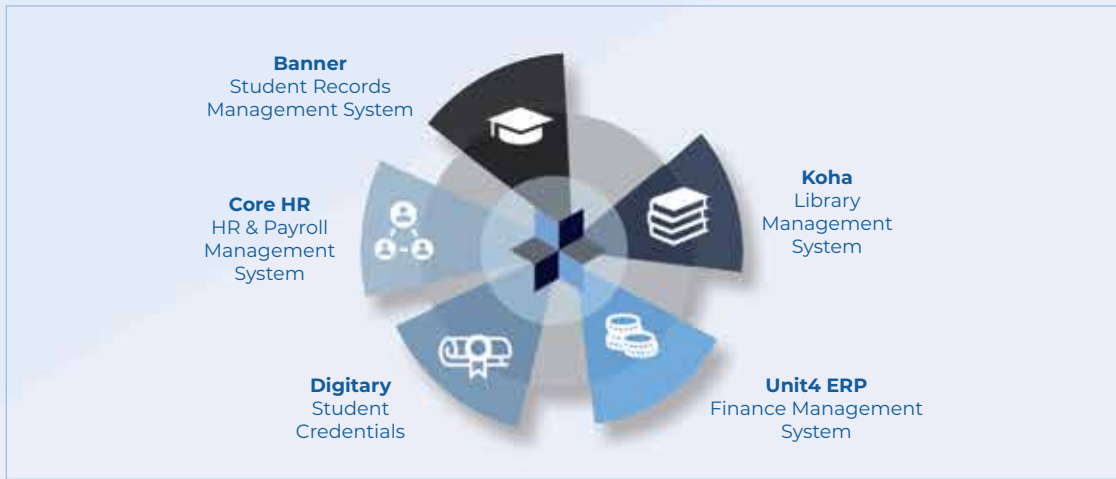 Banner
Student Records
Management System
Koha
Library
Management
System
Core HR
HR & Payroll
Management
System
Digitary
Student
Credentials
Unit4 ERP
Finance Management
System